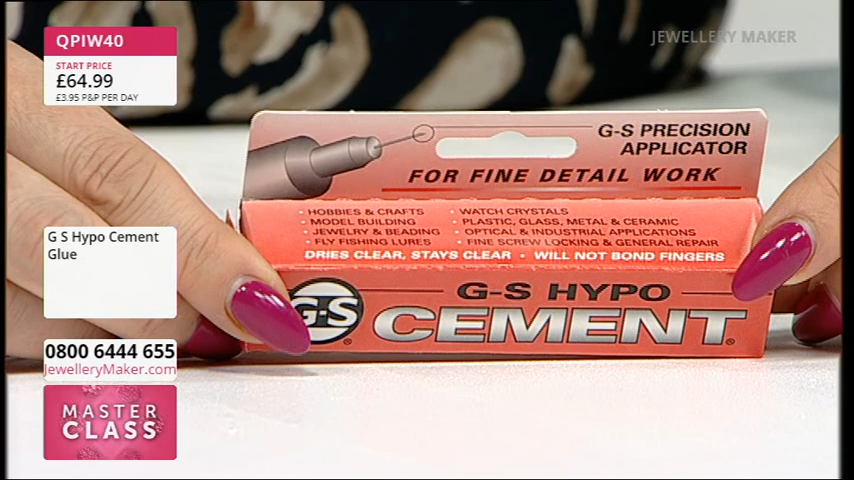 QPIW40
START PRICE
£64.99
£3.95 P&P PER DAY
JEWELLERY MAKER
G-S PRECISION
APPLICATOR
FOR FINE DETAIL WORK
• HOBBIES & CRAFTS
• MODEL BUILDING
• JEWELRY & BEADING
• FLY FISHING LURES
• WATCH CRYSTALS
• PLASTIC, GLASS, METAL & CERAMIC
• OPTICAL & INDUSTRIAL APPLICATIONS
• FINE SCREW LOCKING & GENERAL REPAIR
DRIES CLEAR, STAYS CLEAR • WILL NOT BOND FINGERS
G-S HYPO
G-S ®
CEMENT®
G S Hypo Cement
Glue
0800 6444 655
JewelleryMaker.com
MASTER
CLASS